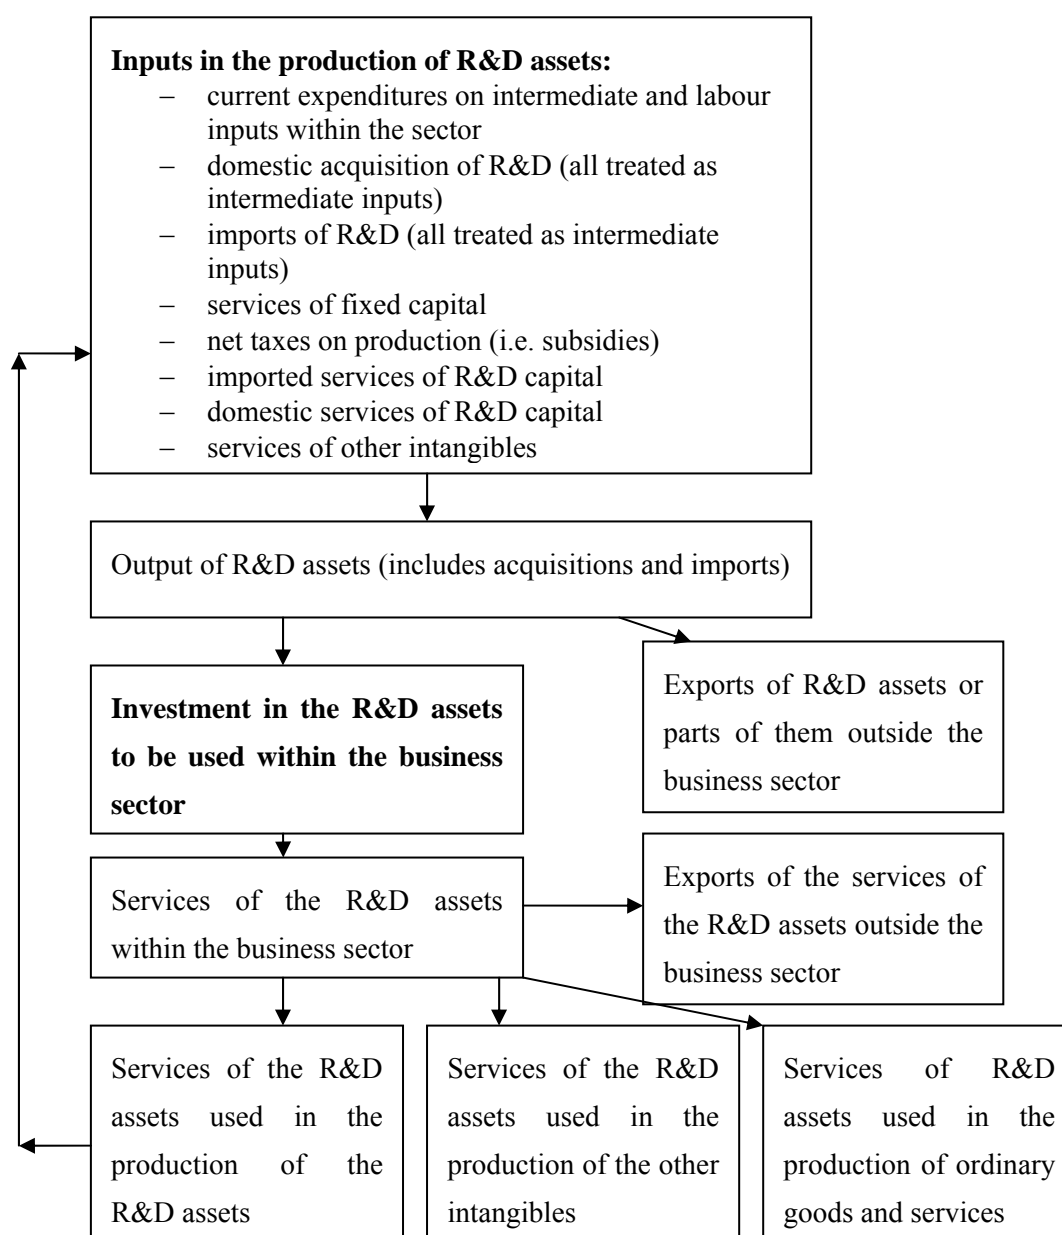 Inputs in the production of R&D assets:
– current expenditures on intermediate and labour
inputs within the sector
– domestic acquisition of R&D (all treated as
intermediate inputs)
– imports of R&D (all treated as intermediate
inputs)
– services of fixed capital
– net taxes on production (i.e. subsidies)
– imported services of R&D capital
– domestic services of R&D capital
– services of other intangibles
Output of R&D assets (includes acquisitions and imports)
Investment in the R&D assets
to be used within the business
sector
Exports of R&D assets or
parts of them outside the
business sector
Services of the R&D assets
within the business sector
Exports of the services of
the R&D assets outside the
business sector
Services of the R&D
assets used in the
production of the
R&D assets
Services of the R&D
assets used in the
production of the other
intangibles
Services of R&D
assets used in the
production of ordinary
goods and services